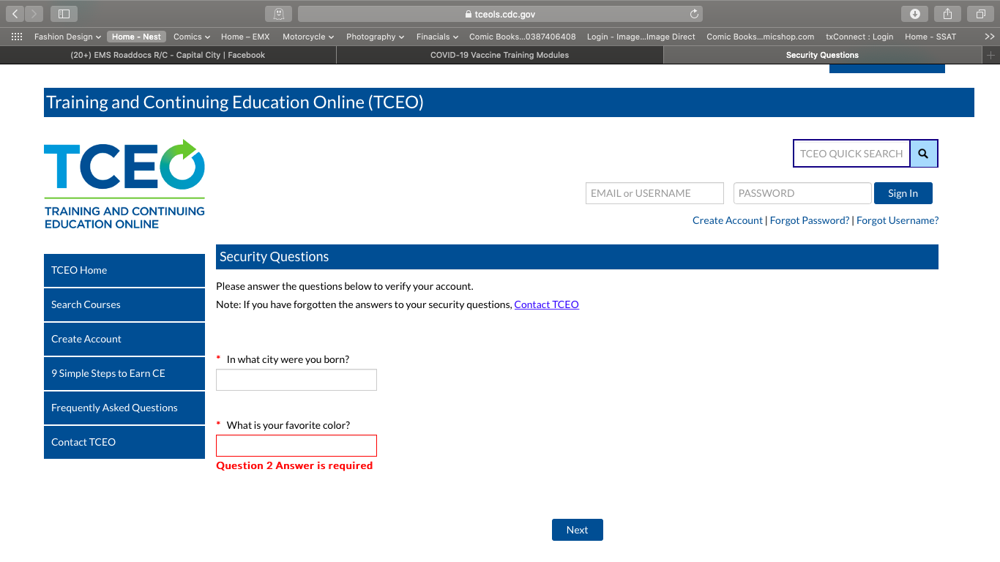 tceols.cdc.gov
Fashion Design Home - Nest Comics Home – EMX Motorcycle Photography Finacials Comic Books...0387406408 Login - Image...Image Direct Comic Books...micshop.com txConnect : Login Home - SSAT >>
(20+) EMS Roaddocs R/C - Capital City | Facebook COVID-19 Vaccine Training Modules Security Questions +
Training and Continuing Education Online (TCEO)
TCEO
TRAINING AND CONTINUING
EDUCATION ONLINE
TCEO QUICK SEARCH
EMAIL or USERNAME PASSWORD Sign In
Create Account | Forgot Password? | Forgot Username?
TCEO Home
Search Courses
Create Account
9 Simple Steps to Earn CE
Frequently Asked Questions
Contact TCEO
Security Questions
Please answer the questions below to verify your account.
Note: If you have forgotten the answers to your security questions, Contact TCEO
* In what city were you born?
* What is your favorite color?
Question 2 Answer is required
Next